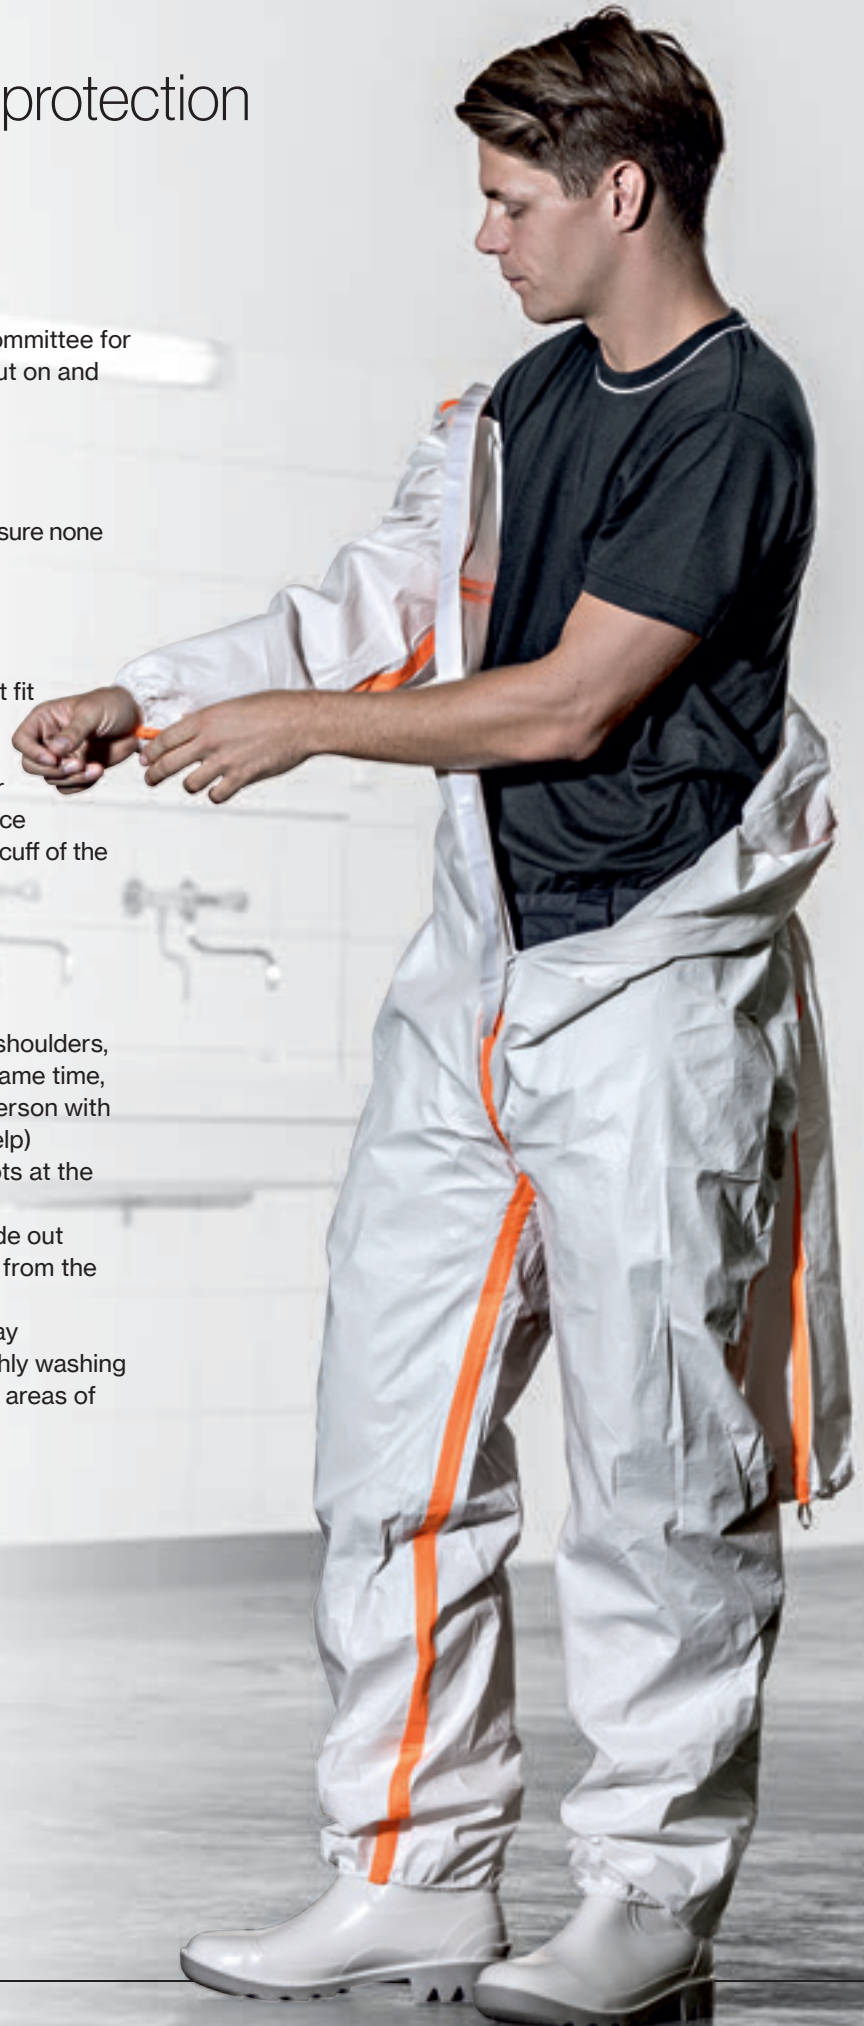 protection
ommittee for
ut on and
sure none
t fit
r
ce
cuff of the
shoulders,
ame time,
erson with
elp)
ots at the
de out
from the
ay
hly washing
areas of